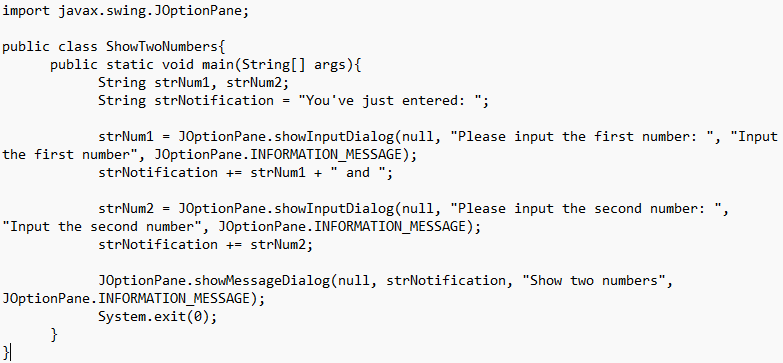 import javax.swing.JOptionPane;

public class ShowTwoNumbers{
      public static void main(String[] args){
            String strNum1, strNum2;
            String strNotification = "You've just entered: ";

            strNum1 = JOptionPane.showInputDialog(null, "Please input the first number: ", "Input
the first number", JOptionPane.INFORMATION_MESSAGE);
            strNotification += strNum1 + " and ";

            strNum2 = JOptionPane.showInputDialog(null, "Please input the second number: ",
"Input the second number", JOptionPane.INFORMATION_MESSAGE);
            strNotification += strNum2;

            JOptionPane.showMessageDialog(null, strNotification, "Show two numbers",
JOptionPane.INFORMATION_MESSAGE);
            System.exit(0);
      }
}